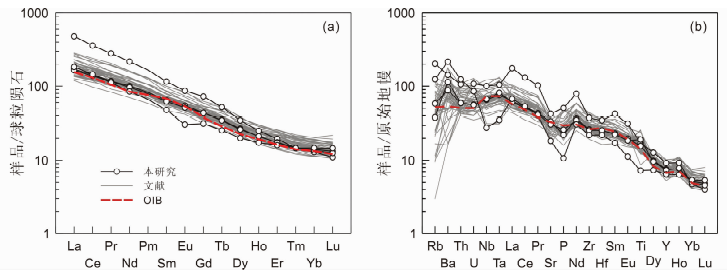 (a)
样品/球粒陨石
1000
100
10
1
本研究
文献
OIB
La Pr Pm Eu Tb Ho Tm Lu
Ce Nd Sm Gd Dy Er Yb
(b)
样品/原始地幔
1000
100
10
1
Rb Th Nb La Pr P Zr Sm Ti Y Yb
Ba U Ta Ce Sr Nd Hf Eu Dy Ho Lu